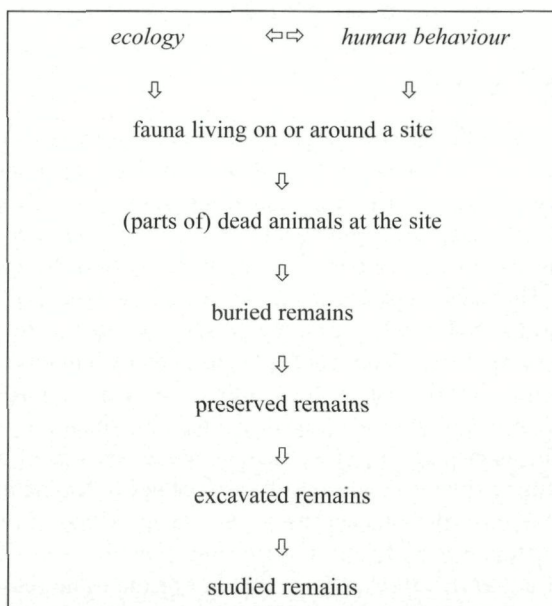 ecology ⇦⇨ human behaviour
⇩ ⇩
fauna living on or around a site
⇩
(parts of) dead animals at the site
⇩
buried remains
⇩
preserved remains
⇩
excavated remains
⇩
studied remains